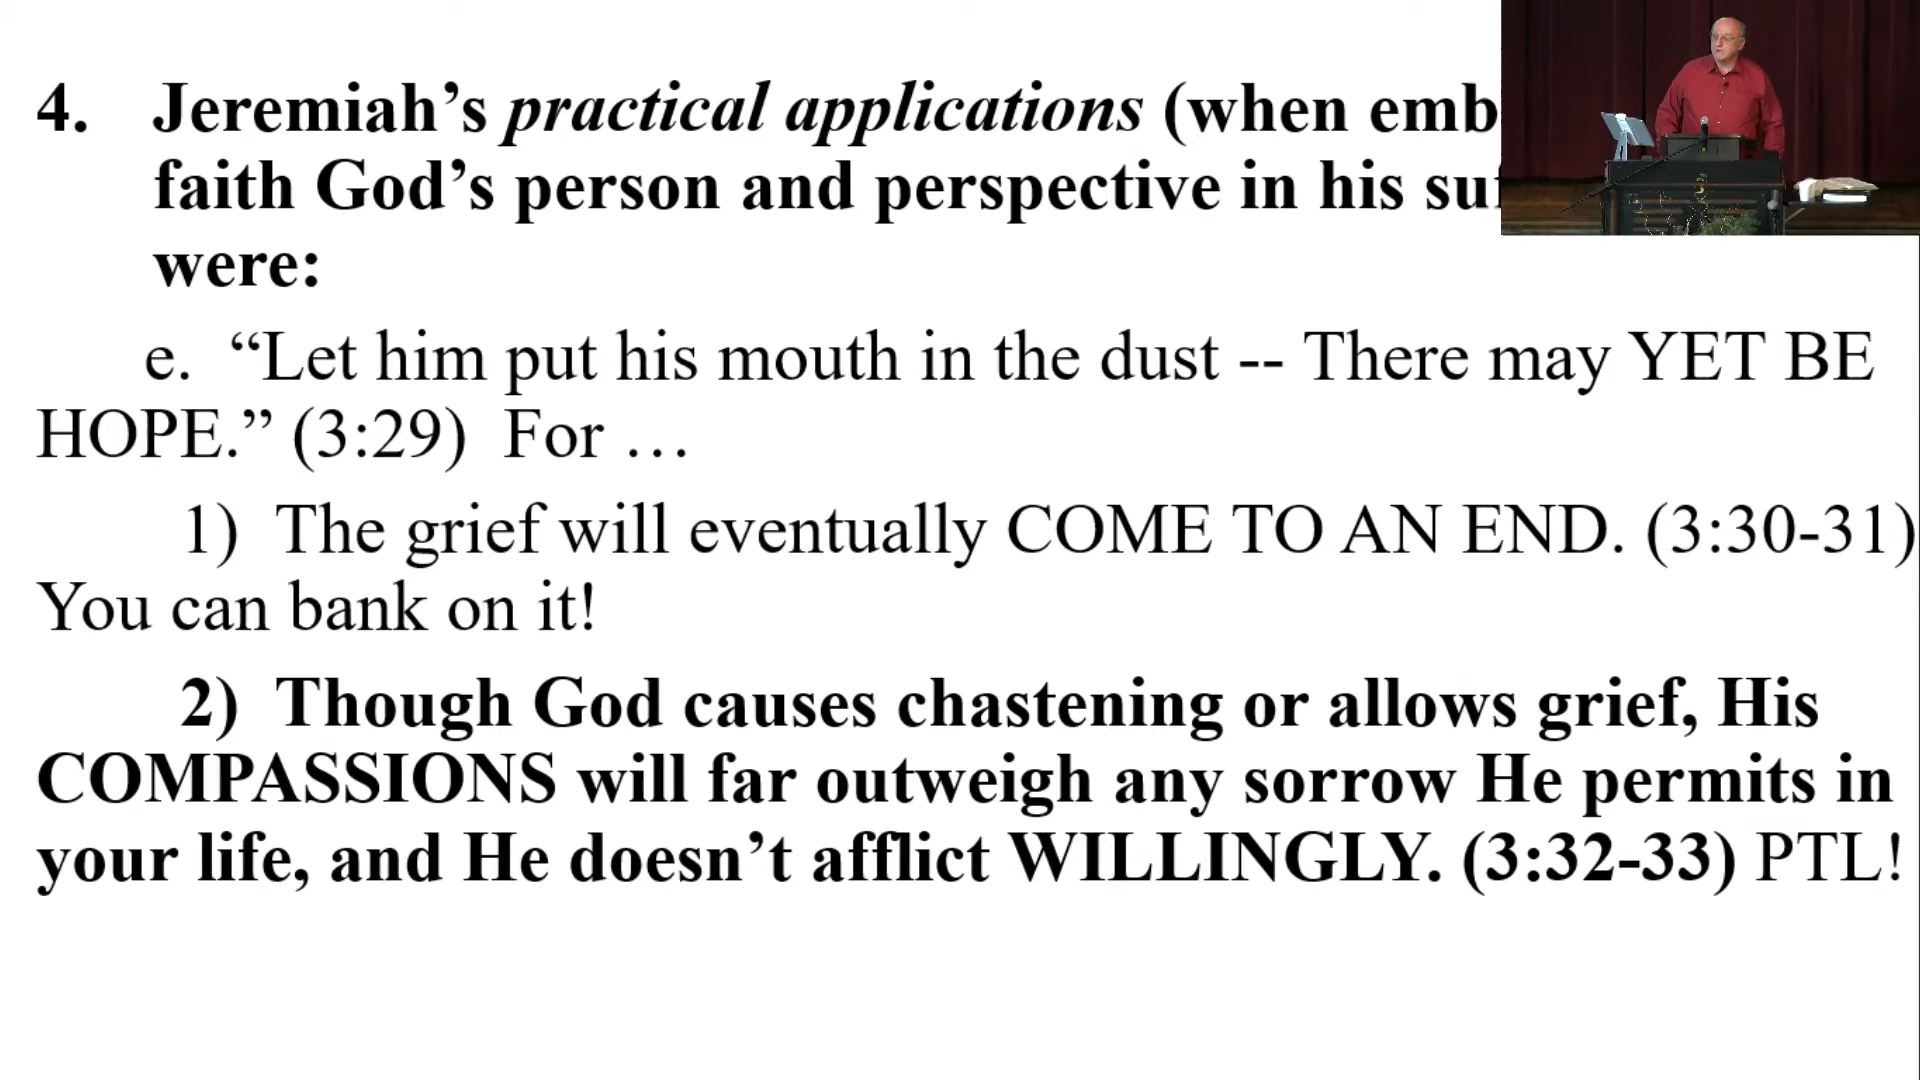 4. Jeremiah’s practical applications (when emb
faith God’s person and perspective in his
were:
e. “Let him put his mouth in the dust -- There may YET BE
HOPE.” (3:29) For …
1) The grief will eventually COME TO AN END. (3:30-31)
You can bank on it!
2) Though God causes chastening or allows grief, His
COMPASSIONS will far outweigh any sorrow He permits in
your life, and He doesn’t afflict WILLINGLY. (3:32-33) PTL!